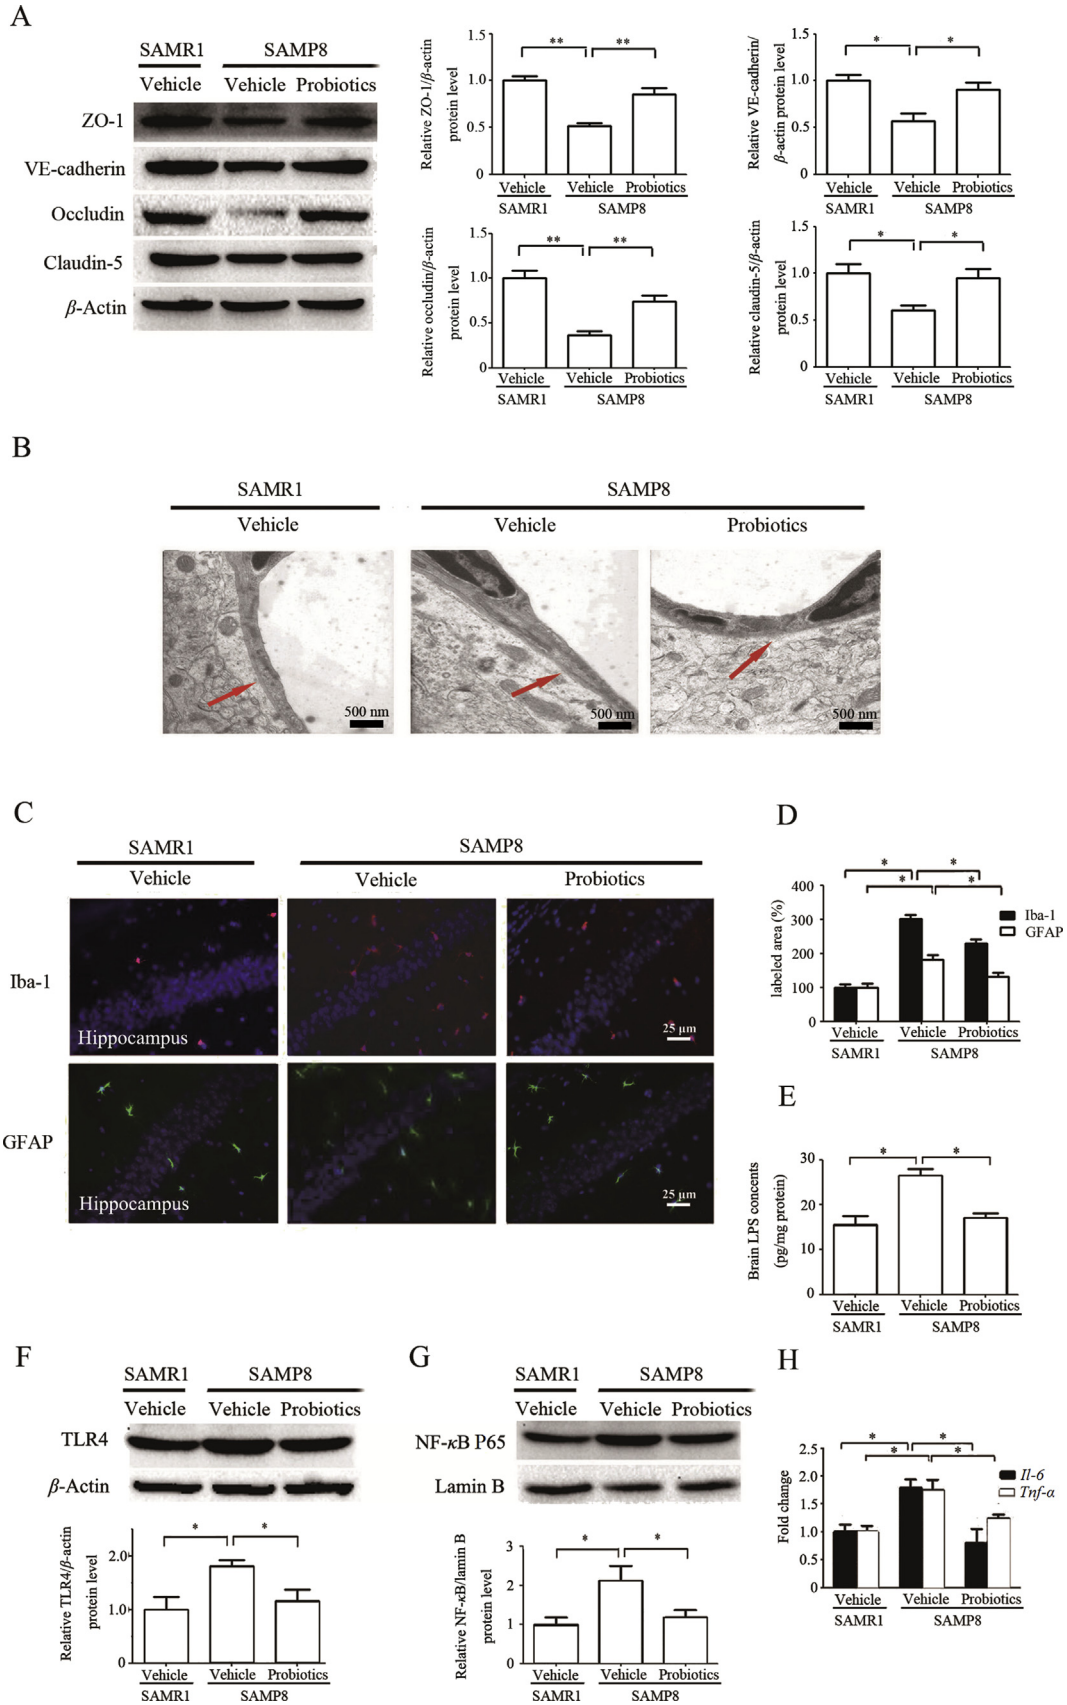 A
SAMR1 SAMP8
Vehicle Vehicle Probiotics
ZO-1
VE-cadherin
Occludin
Claudin-5
β-Actin
Relative ZO-1/β-actin
protein level
1.5
1.0
0.5
0
** **
Vehicle Vehicle Probiotics
SAMR1 SAMP8
Relative VE-cadherin/
β-actin protein level
1.5
1.0
0.5
0
* *
Vehicle Vehicle Probiotics
SAMR1 SAMP8
Relative occludin/β-actin
protein level
1.5
1.0
0.5
0
** **
Vehicle Vehicle Probiotics
SAMR1 SAMP8
Relative claudin-5/β-actin
protein level
1.5
1.0
0.5
0
* *
Vehicle Vehicle Probiotics
SAMR1 SAMP8
B
SAMR1 SAMP8
Vehicle Vehicle Probiotics
500 nm 500 nm 500 nm
C
SAMR1 SAMP8
Vehicle Vehicle Probiotics
Iba-1
Hippocampus
25 µm
GFAP
Hippocampus
25 µm
D
* *
* *
labeled area (%)
400
300
200
100
0
Iba-1
GFAP
Vehicle Vehicle Probiotics
SAMR1 SAMP8
E
Brain LPS concents
(pg/mg protein)
30
20
10
0
* *
Vehicle Vehicle Probiotics
SAMR1 SAMP8
F
SAMR1 SAMP8
Vehicle Vehicle Probiotics
TLR4
β-Actin
Relative TLR4/β-actin
protein level
2.0
1.0
0
* *
Vehicle Vehicle Probiotics
SAMR1 SAMP8
G
SAMR1 SAMP8
Vehicle Vehicle Probiotics
NF-κB P65
Lamin B
Relative NF-κB/lamin B
protein level
3
2
1
0
* *
Vehicle Vehicle Probiotics
SAMR1 SAMP8
H
* *
* *
Fold change
2.5
2.0
1.5
1.0
0.5
0
Il-6
Tnf-α
Vehicle Vehicle Probiotics
SAMR1 SAMP8